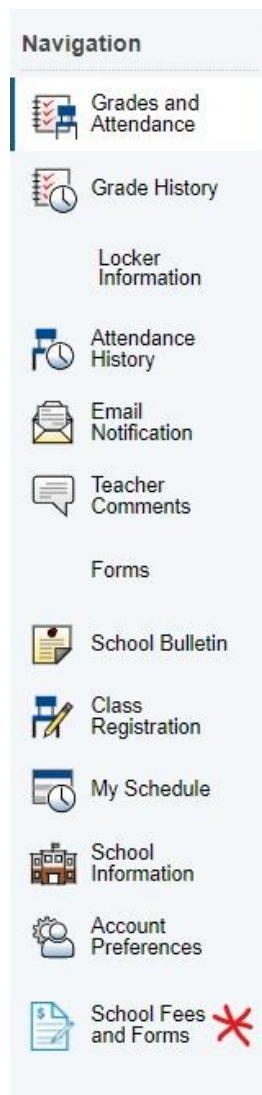 Navigation
Grades and
Attendance
Grade History
Locker
Information
Attendance
History
Email
Notification
Teacher
Comments
Forms
School Bulletin
Class
Registration
My Schedule
School
Information
Account
Preferences
$
School Fees
and Forms